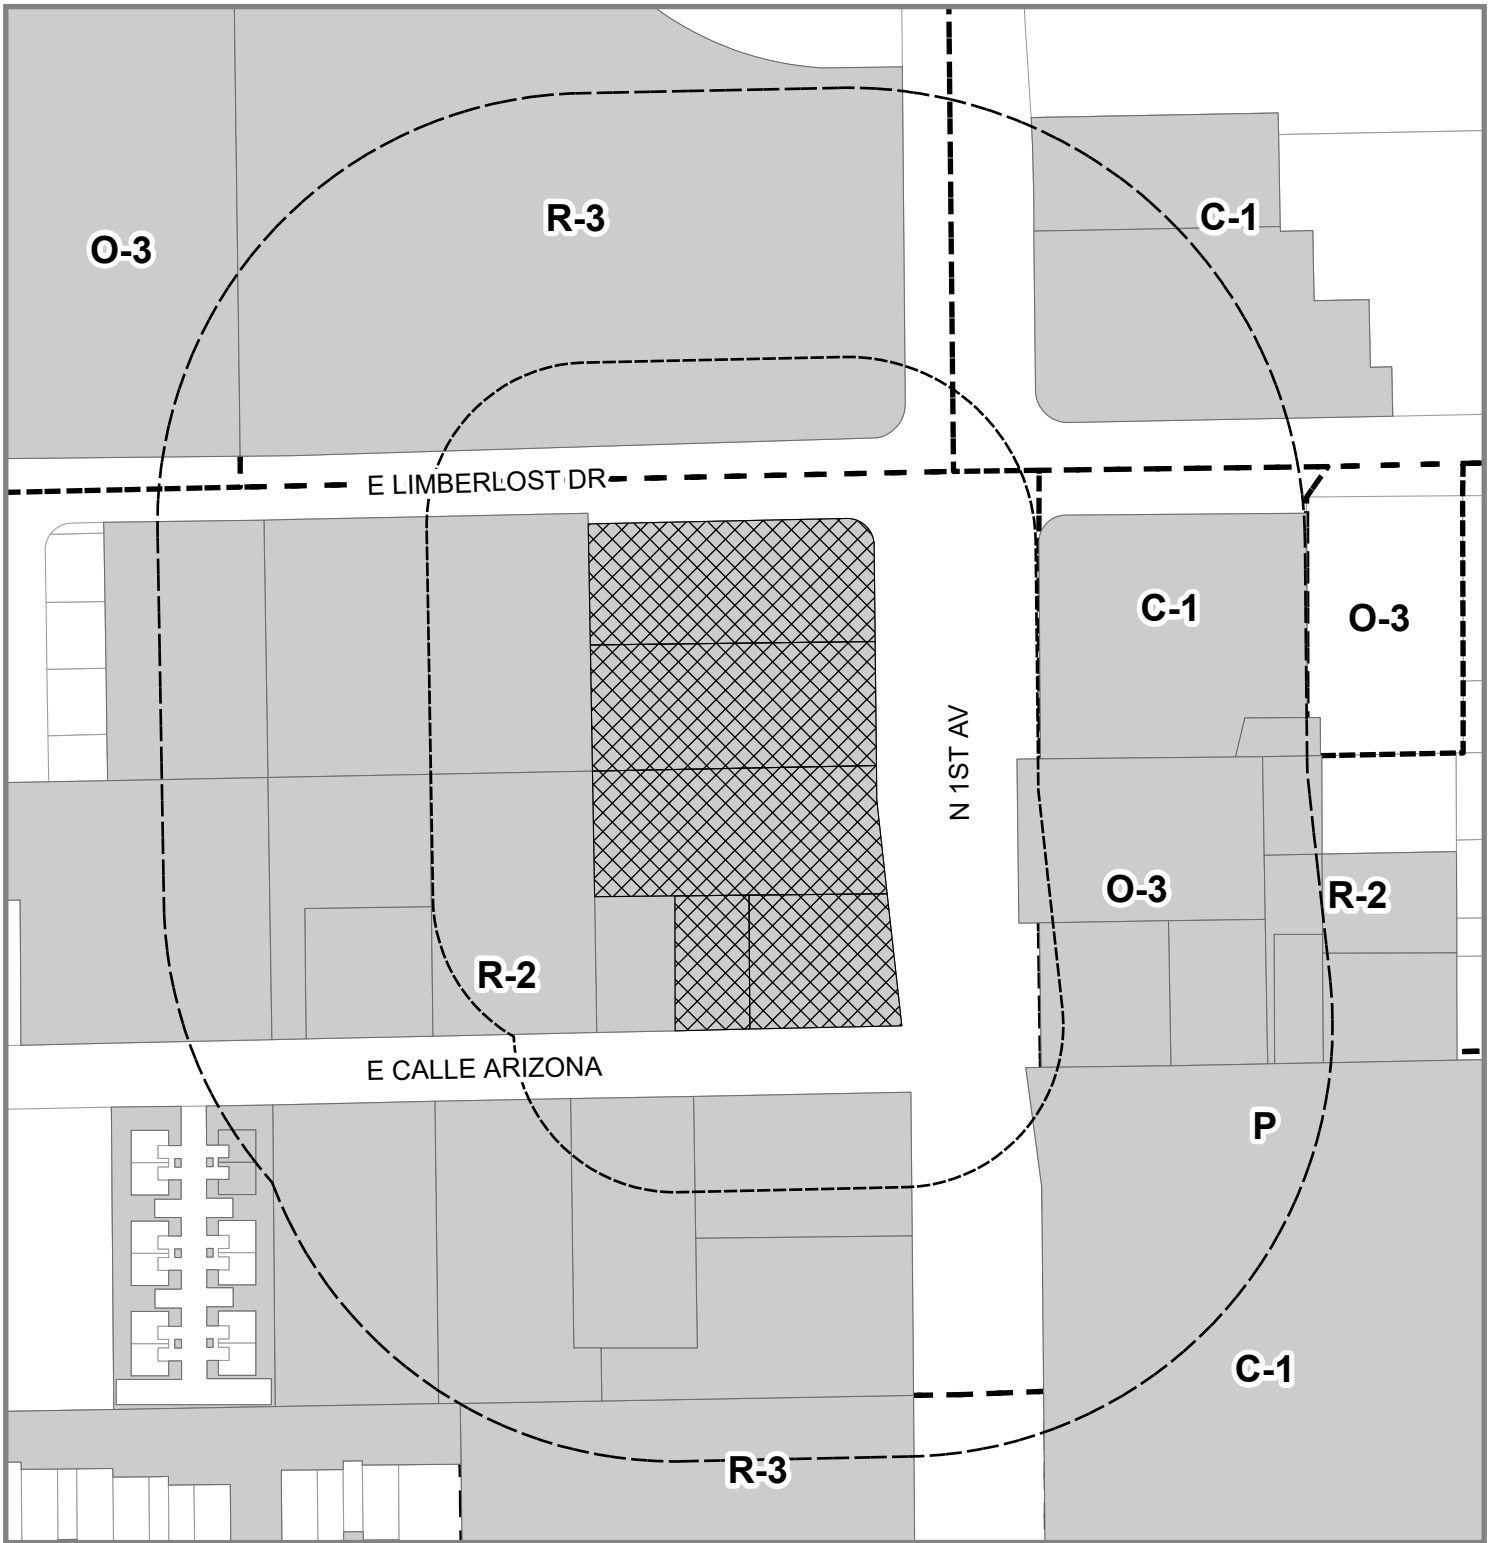 R-3
C-1
O-3
E LIMBERLOST DR
C-1
O-3
N 1ST AV
O-3
R-2
R-2
E CALLE ARIZONA
P
C-1
R-3